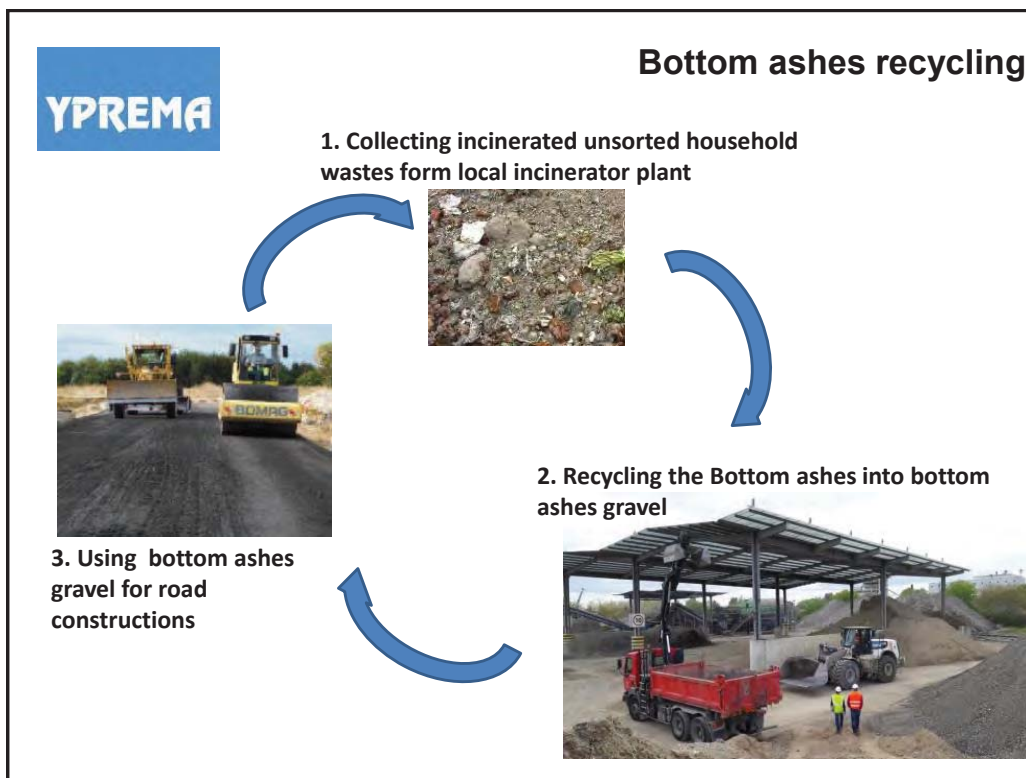 Bottom ashes recycling
YPREMA
1. Collecting incinerated unsorted household
wastes form local incinerator plant
BOMAG
2. Recycling the Bottom ashes into bottom
ashes gravel
3. Using bottom ashes
gravel for road
constructions